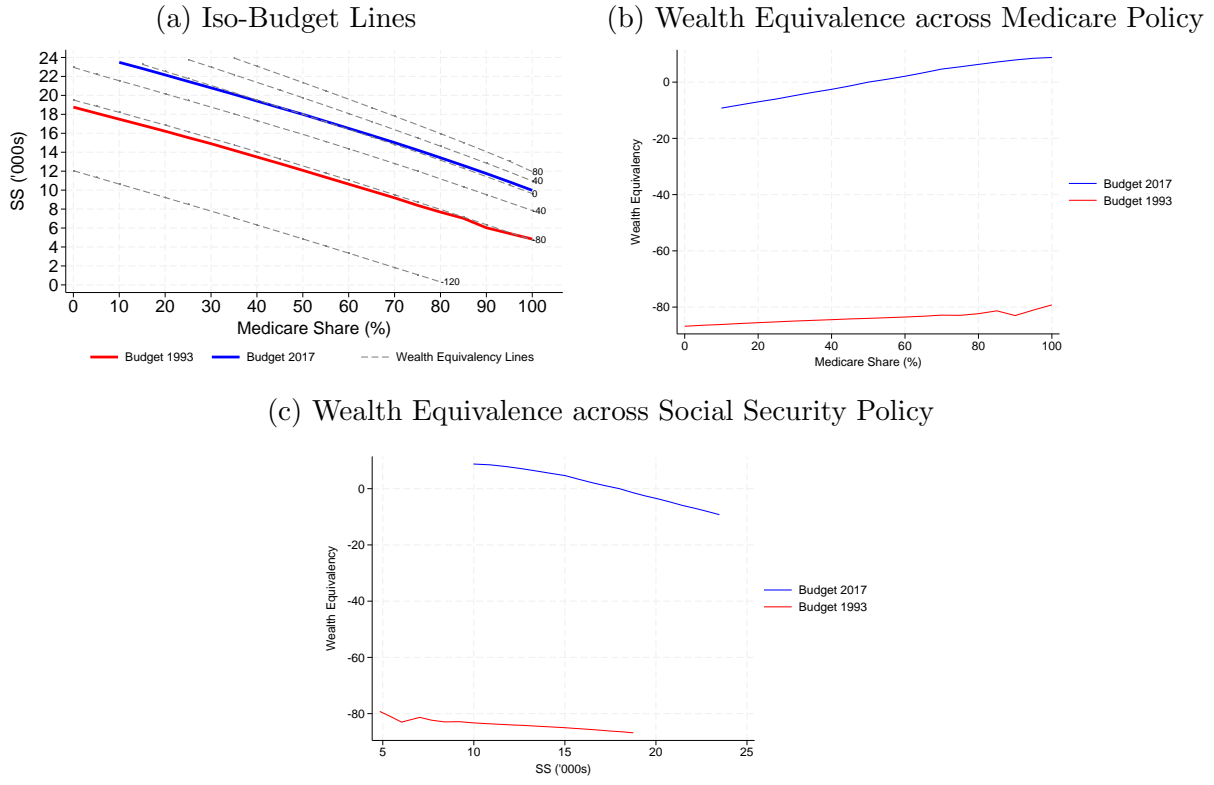 (a) Iso-Budget Lines
(b) Wealth Equivalence across Medicare Policy
SS ('000s)
24
22
20
18
16
14
12
10
8
6
4
2
0
80
40
0
-40
-80
-120
0 10 20 30 40 50 60 70 80 90 100
Medicare Share (%)
Budget 1993 Budget 2017 Wealth Equivalency Lines
Wealth Equivalency
0
-20
-40
-60
-80
0 20 40 60 80 100
Medicare Share (%)
Budget 2017
Budget 1993
(c) Wealth Equivalence across Social Security Policy
Wealth Equivalency
0
-20
-40
-60
-80
5 10 15 20 25
SS ('000s)
Budget 2017
Budget 1993